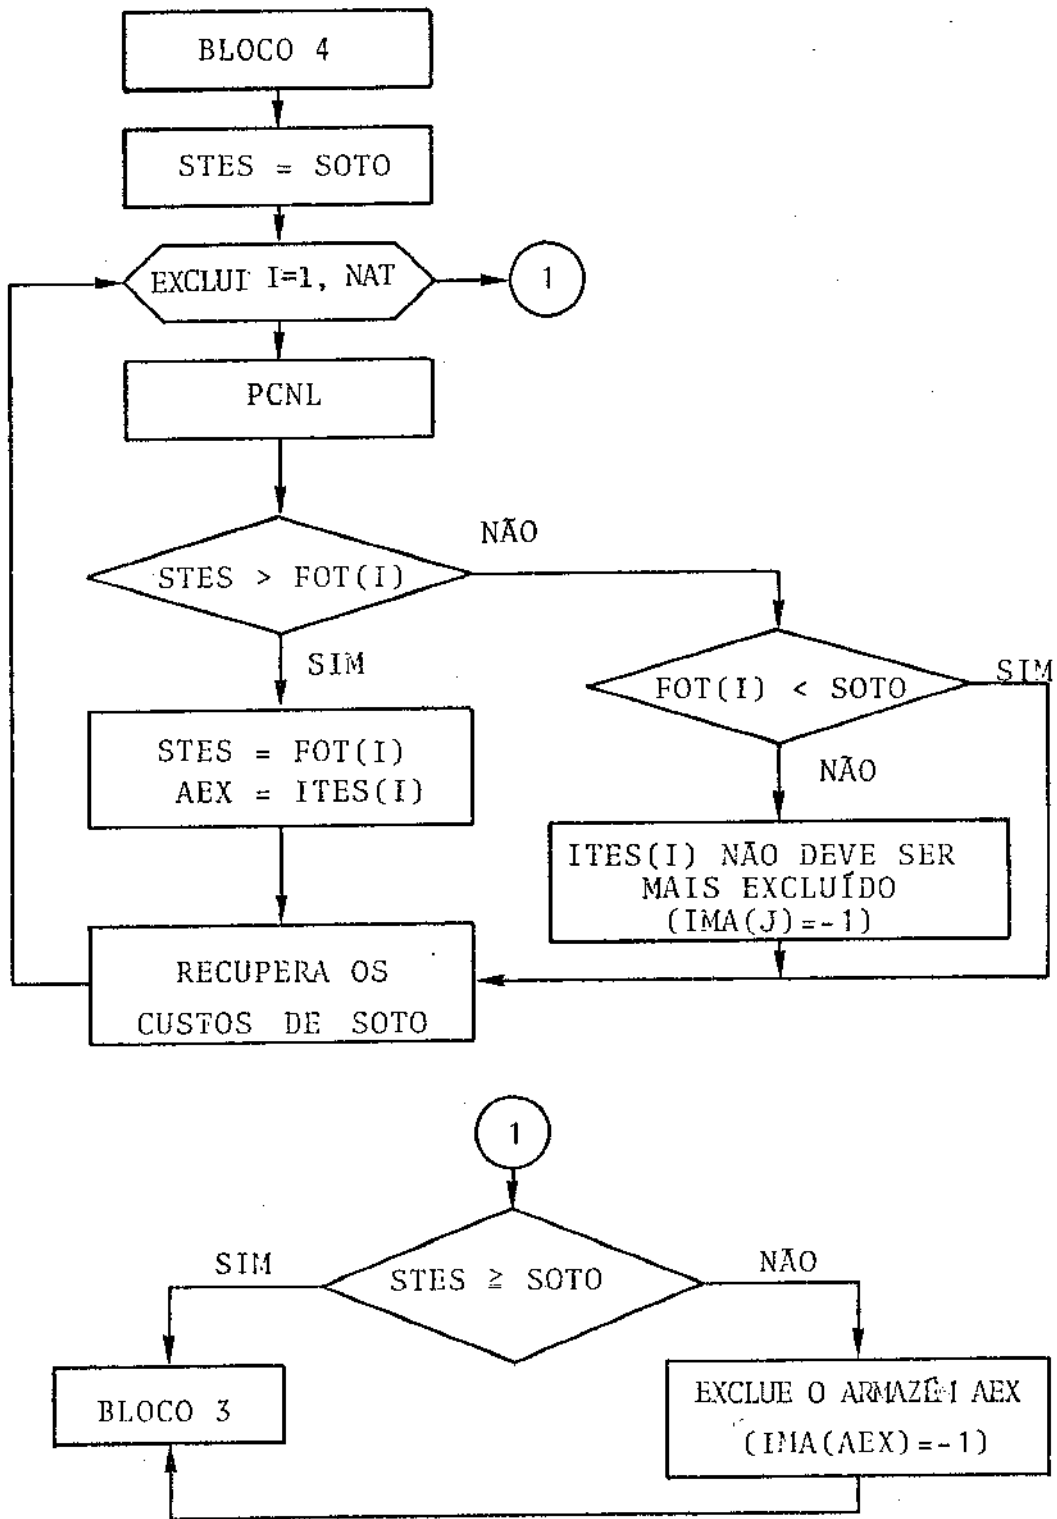 BLOCO 4
STES = SOTO
EXCLUI I=1, NAT
1
PCNL
NÃO
STES > FOT(I)
SIM
SIM
FOT(I) < SOTO
STES = FOT(I)
AEX = ITES(I)
NÃO
ITES(I) NÃO DEVE SER
MAIS EXCLUÍDO
(IMA(J)=-1)
RECUPERA OS
CUSTOS DE SOTO
1
SIM
NÃO
STES ≧ SOTO
BLOCO 3
EXCLUE O ARMAZÉM AEX
(IMA(AEX)=-1)